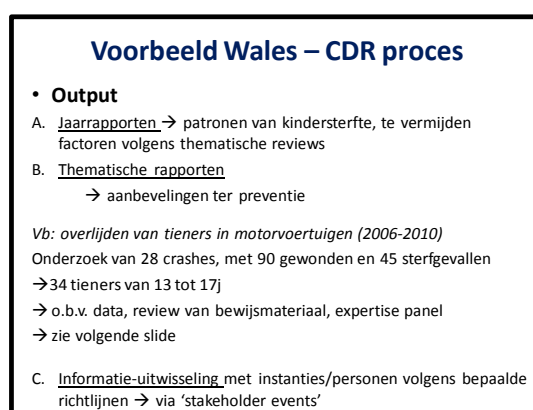 Voorbeeld Wales – CDR proces
• Output
A. Jaarrapporten → patronen van kindersterfte, te vermijden
factoren volgens thematische reviews
B. Thematische rapporten
→ aanbevelingen ter preventie
Vb: overlijden van tieners in motorvoertuigen (2006-2010)
Onderzoek van 28 crashes, met 90 gewonden en 45 sterfgevallen
→34 tieners van 13 tot 17j
→ o.b.v. data, review van bewijsmateriaal, expertise panel
→ zie volgende slide
C. Informatie-uitwisseling met instanties/personen volgens bepaalde
richtlijnen → via ‘stakeholder events’